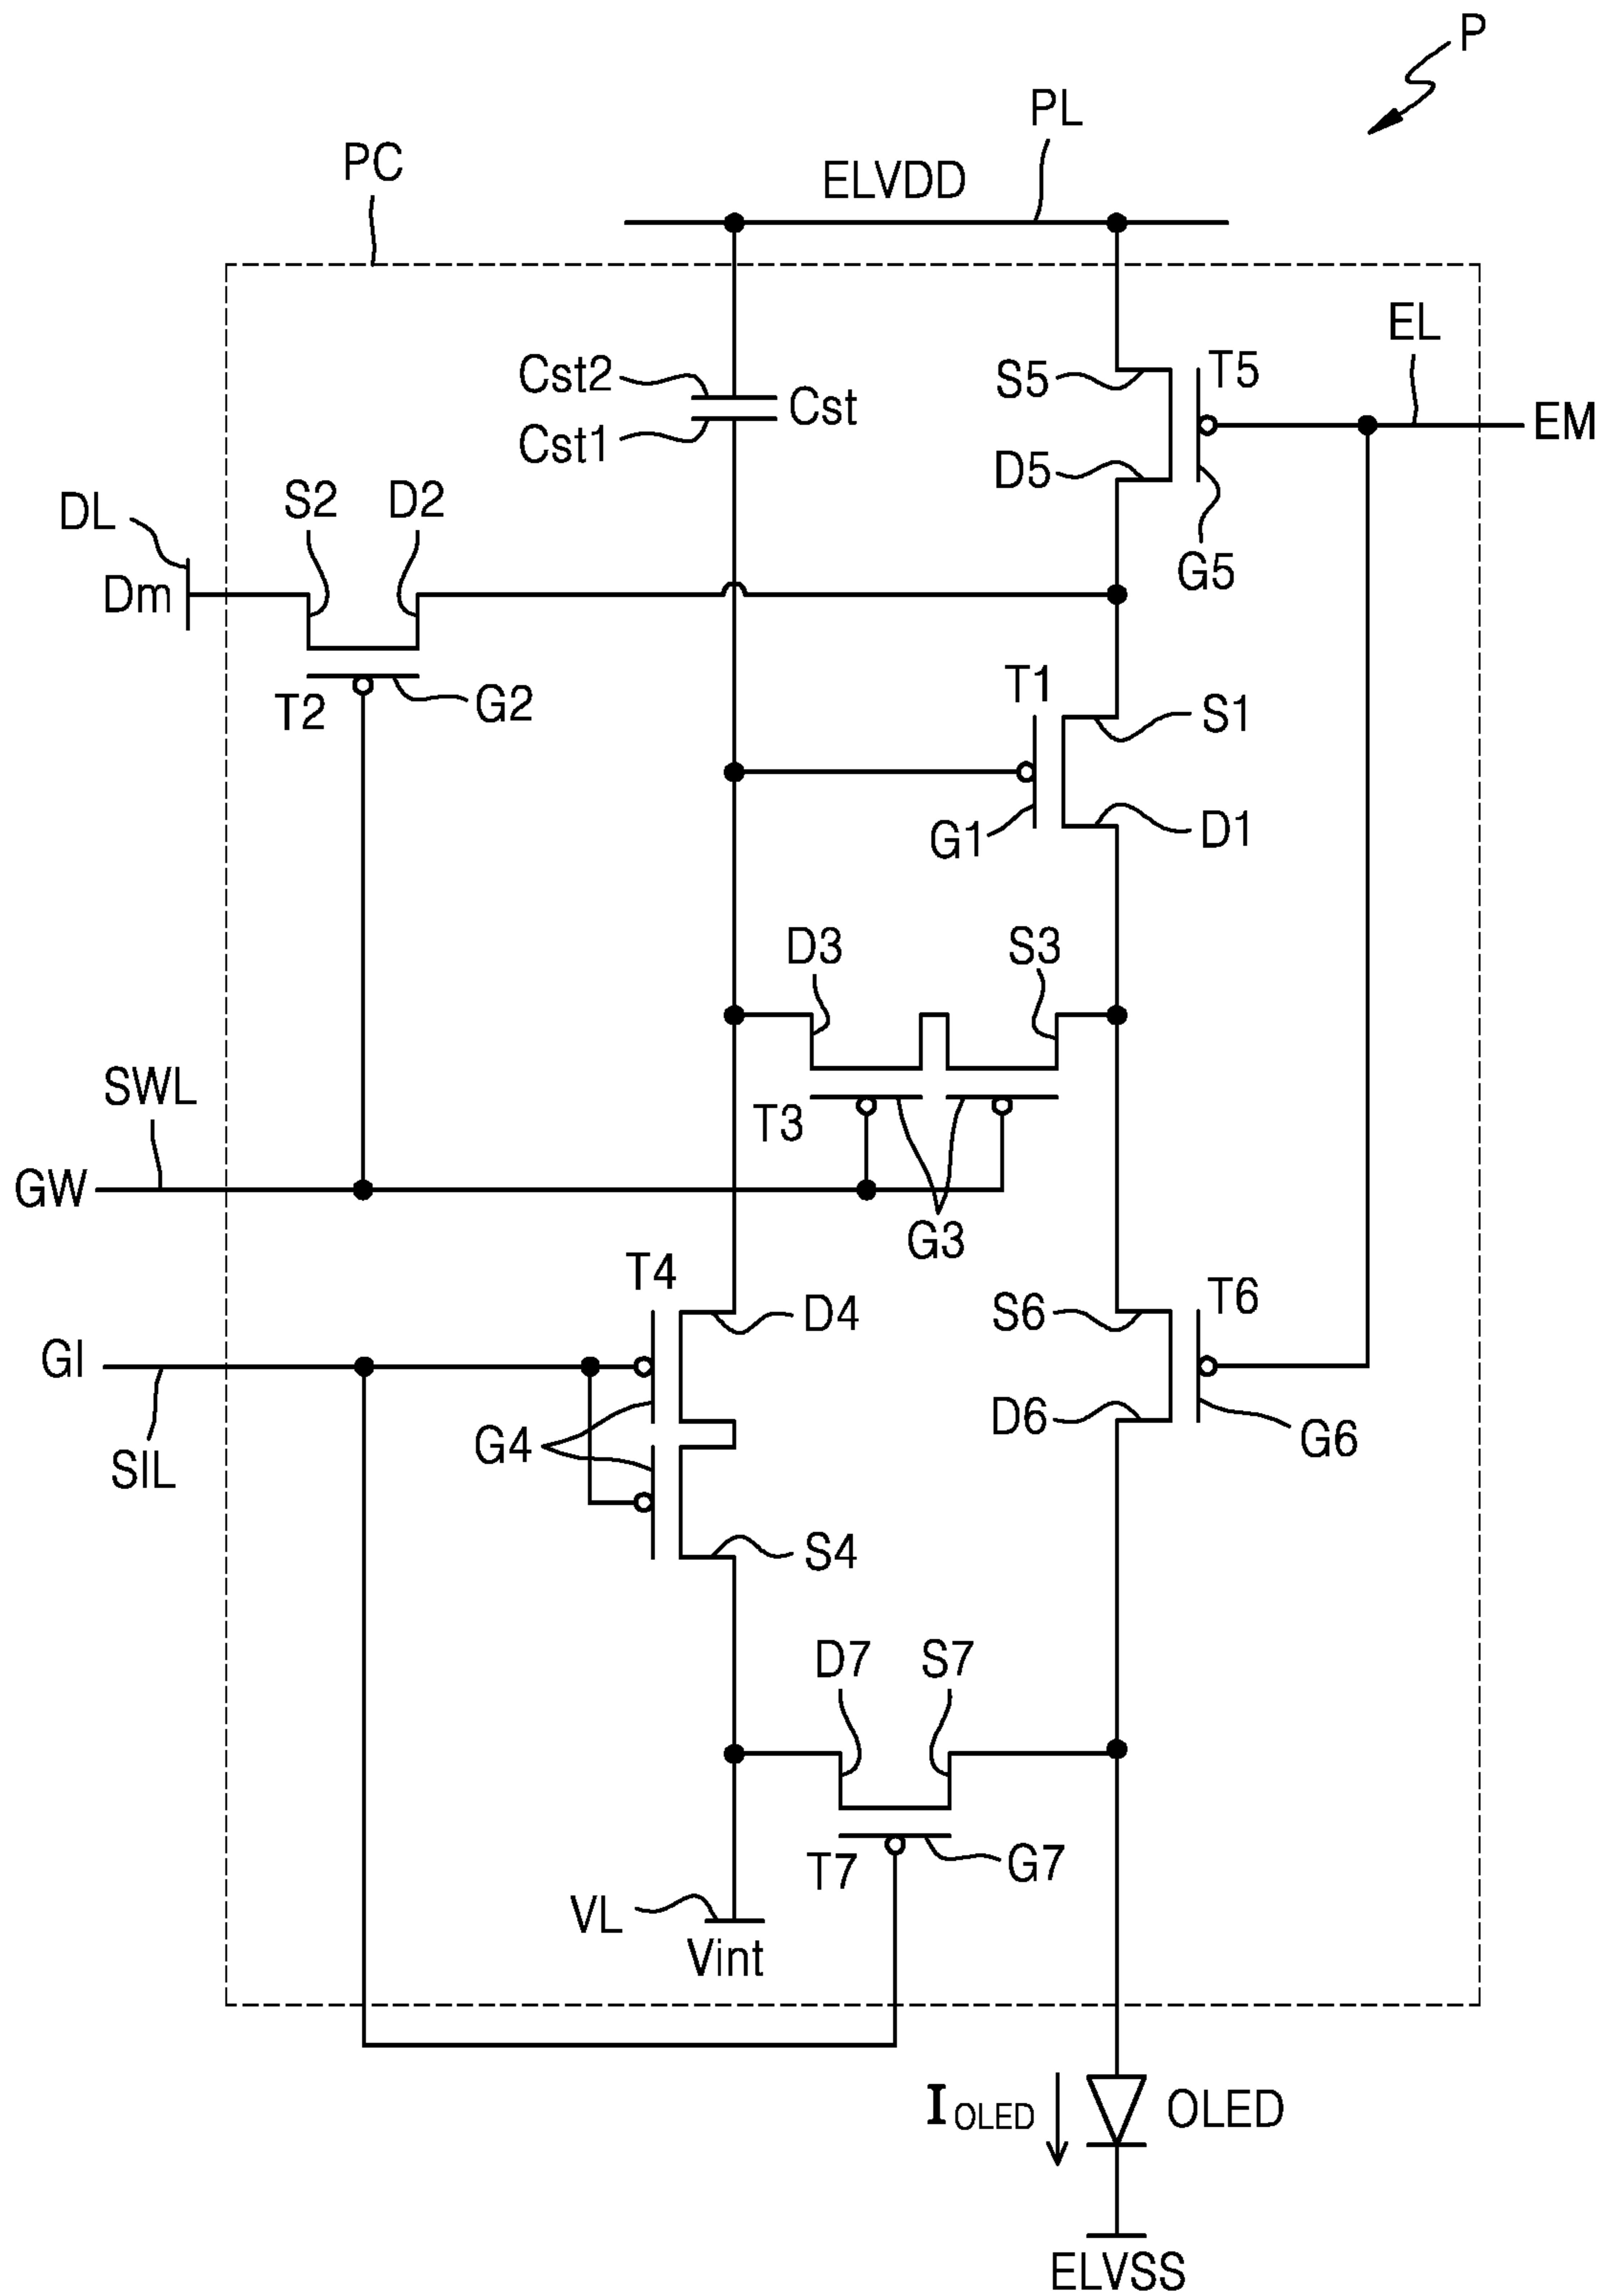 P
PL
PC
ELVDD
EL
Cst2
Cst
S5
T5
EM
Cst1
D5
DL
S2
D2
G5
Dm
T1
T2
G2
S1
G1
D1
D3
S3
SWL
T3
GW
G3
T4
D4
S6
T6
GI
D6
G4
G6
SIL
S4
D7
S7
T7
G7
VL
Vint
IOLED
OLED
ELVSS